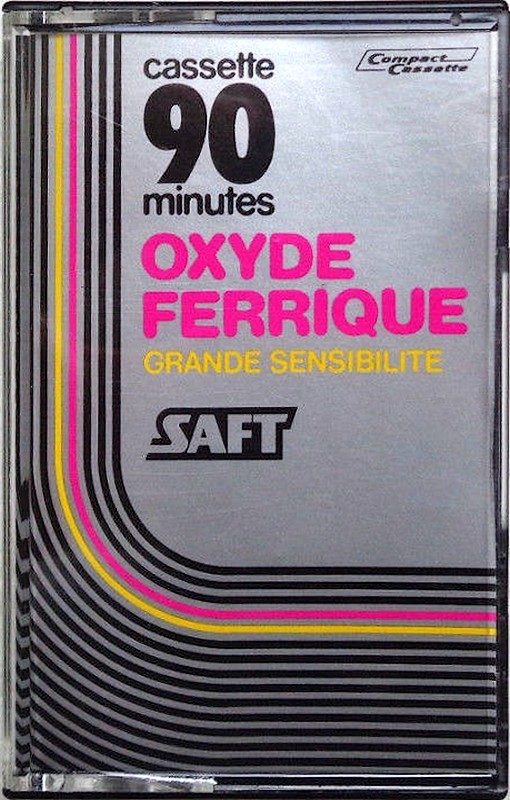 cassette
90
minutes
Compact
Cassette
OXYDE
FERRIQUE
GRANDE SENSIBILITE
SAFT